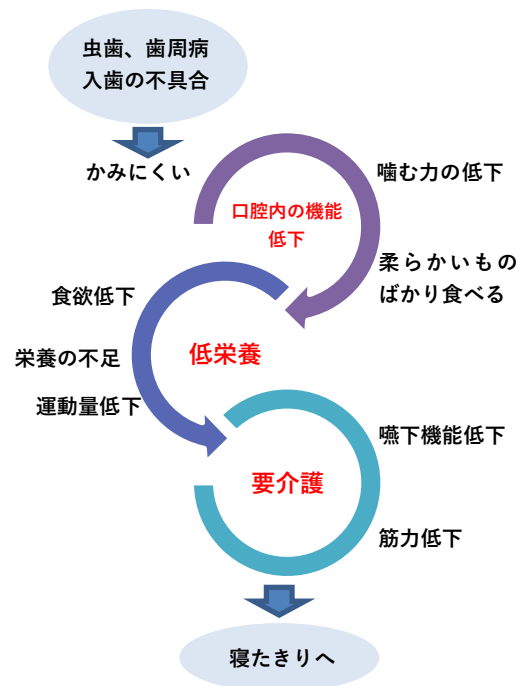 虫歯、歯周病
入歯の不具合
かみにくい
噛む力の低下
口腔内の機能
低下
柔らかいもの
ばかり食べる
食欲低下
低栄養
栄養の不足
運動量低下
嚥下機能低下
要介護
筋力低下
寝たきりへ